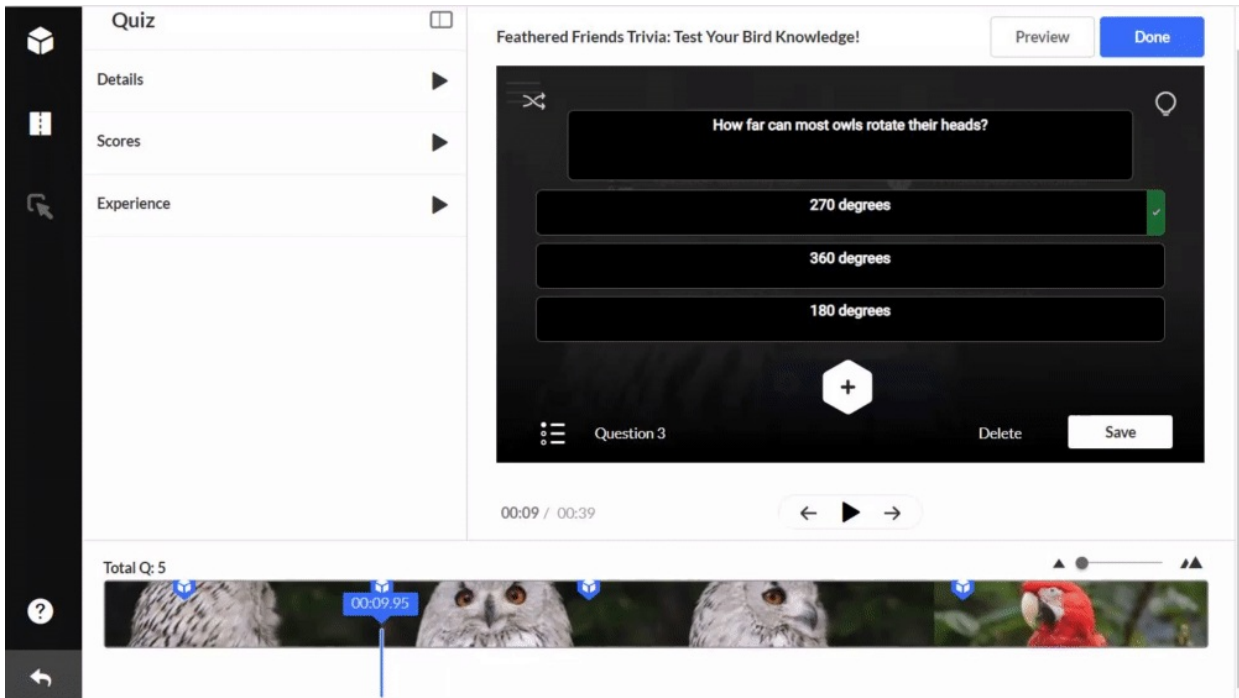 Quiz
Details
Scores
Experience
Feathered Friends Trivia: Test Your Bird Knowledge!
Preview
Done
How far can most owls rotate their heads?
270 degrees
360 degrees
180 degrees
+
Question 3
Delete
Save
00:09 / 00:39
Total Q: 5
00:09.95
?